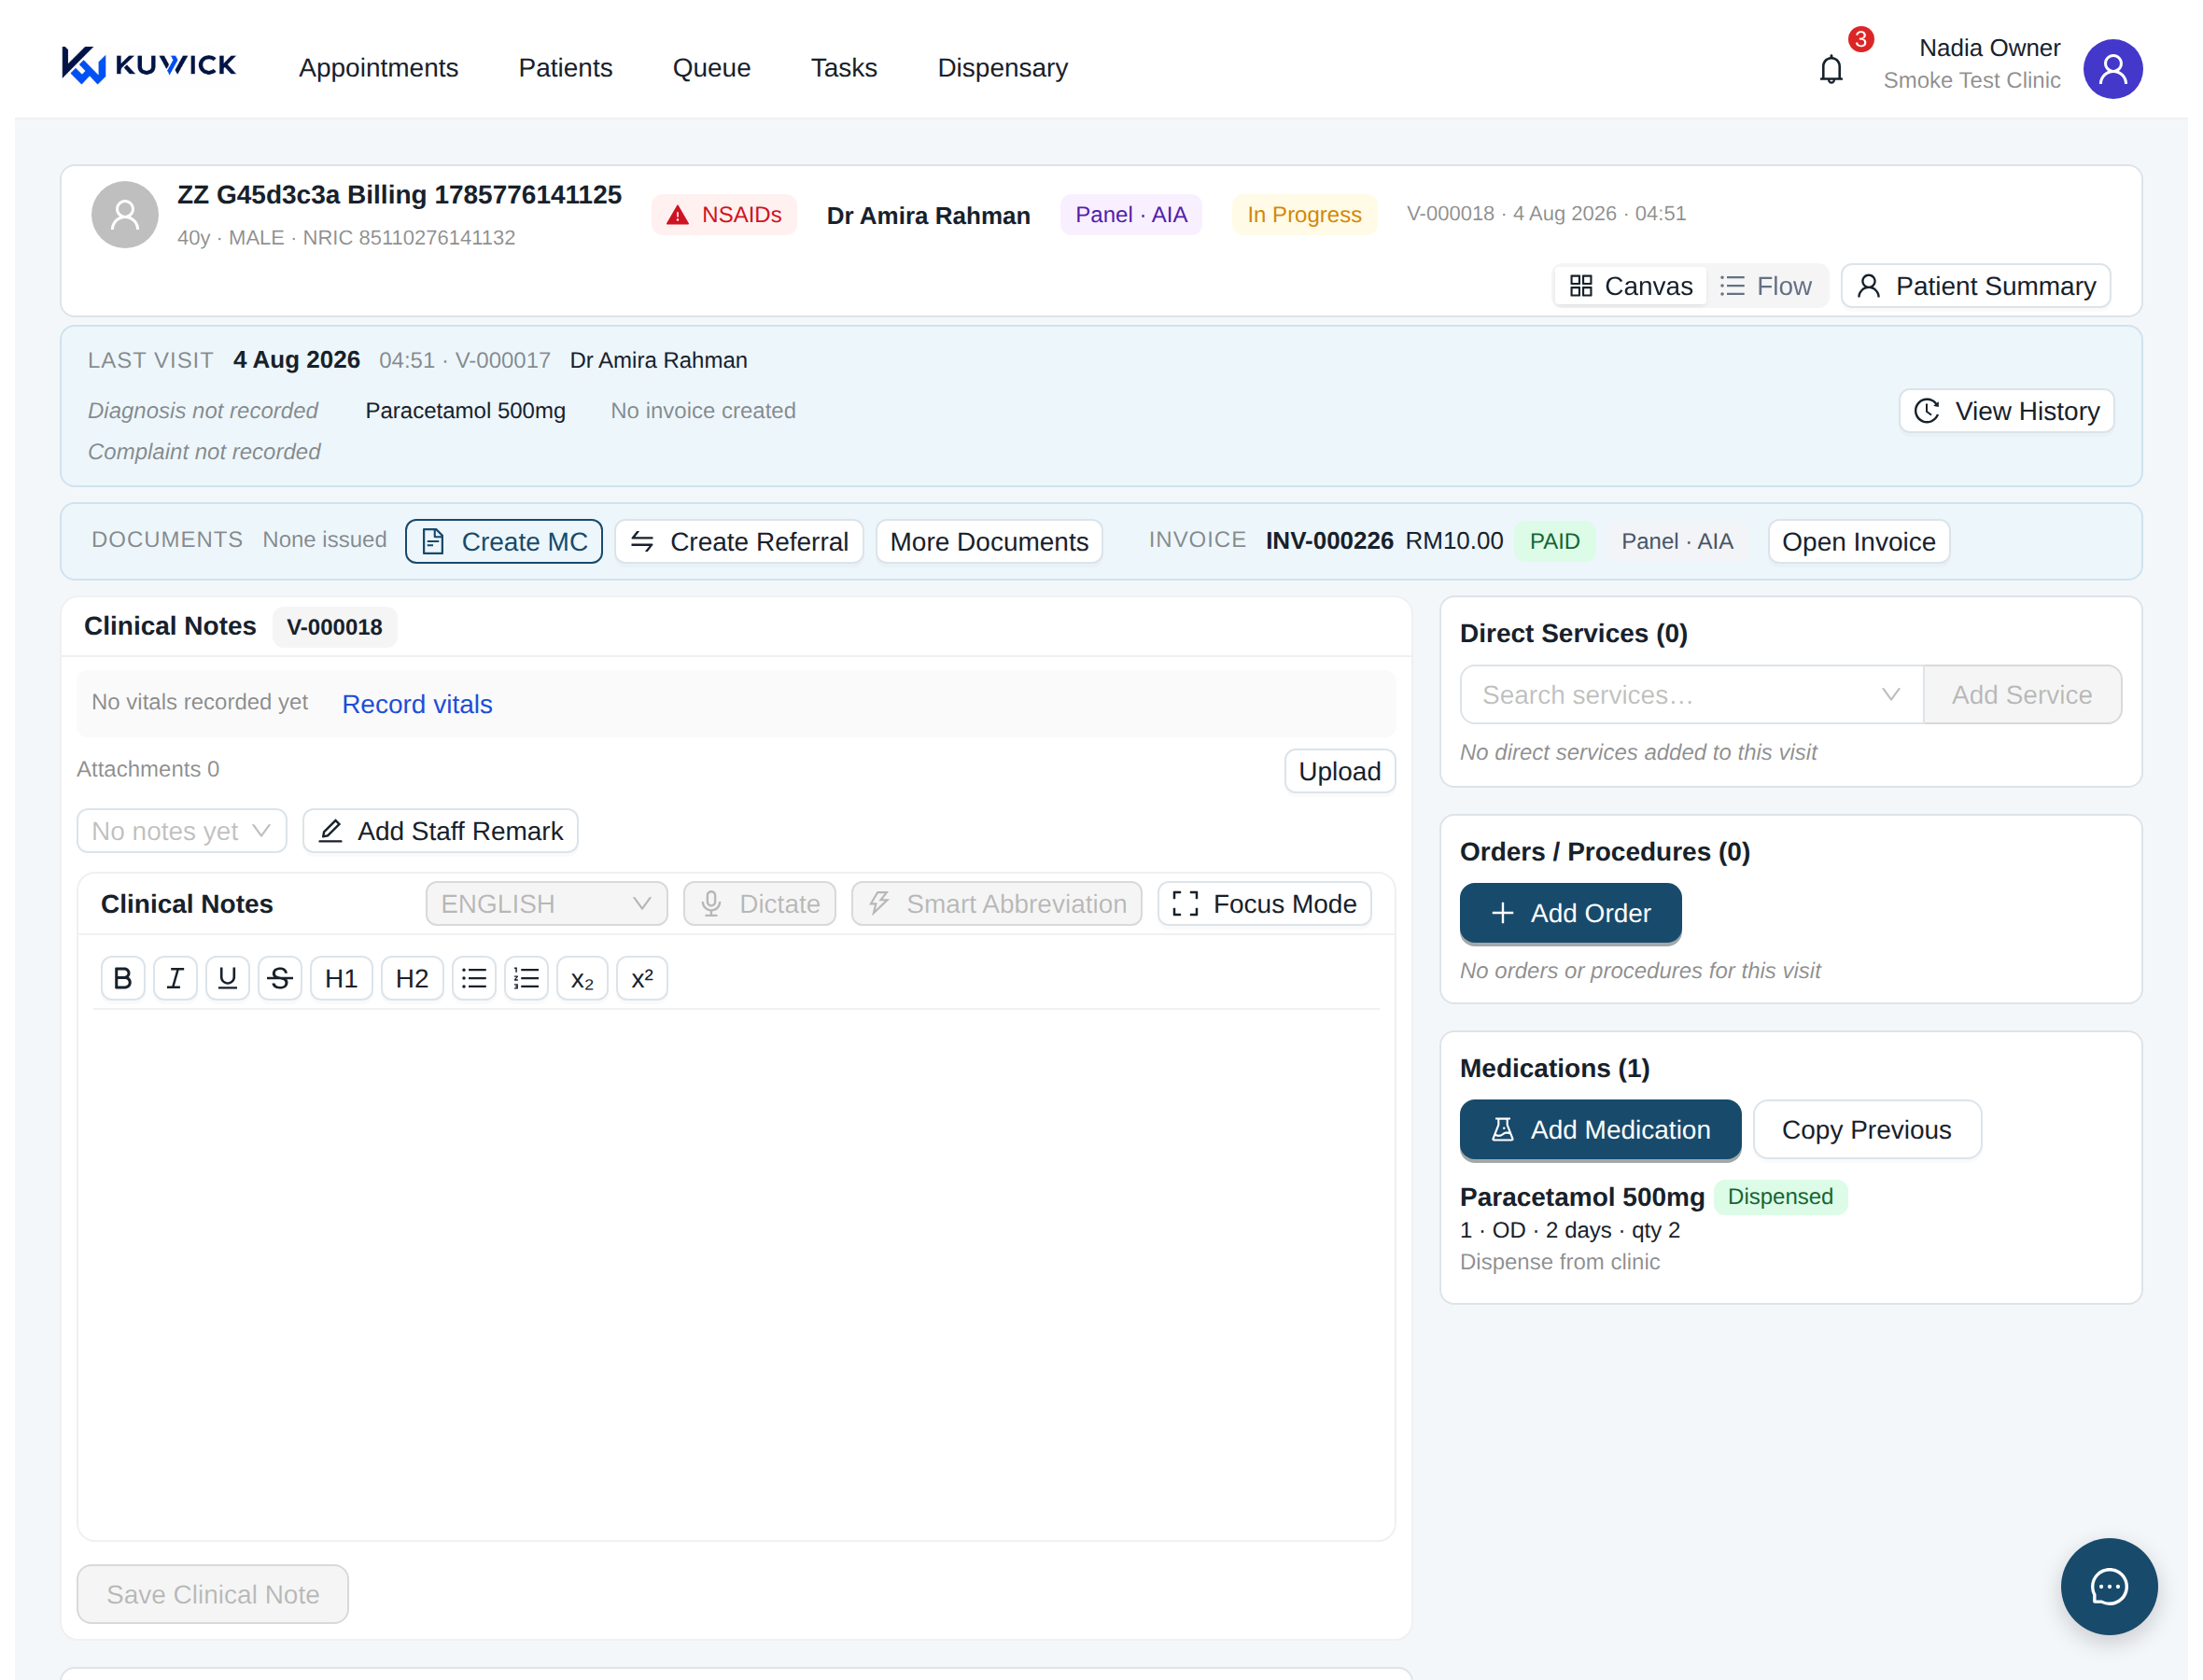 KUWICK Appointments Patients Queue Tasks Dispensary 3 Nadia Owner
Smoke Test Clinic
ZZ G45d3c3a Billing 1785776141125
40y · MALE · NRIC 85110276141132
NSAIDs Dr Amira Rahman Panel · AIA In Progress V-000018 · 4 Aug 2026 · 04:51
Canvas Flow Patient Summary
LAST VISIT 4 Aug 2026 04:51 · V-000017 Dr Amira Rahman
Diagnosis not recorded Paracetamol 500mg No invoice created View History
Complaint not recorded
DOCUMENTS None issued Create MC Create Referral More Documents INVOICE INV-000226 RM10.00 PAID Panel · AIA Open Invoice
Clinical Notes V-000018
No vitals recorded yet Record vitals
Attachments 0 Upload
No notes yet Add Staff Remark
Clinical Notes ENGLISH Dictate Smart Abbreviation Focus Mode
B I U S H1 H2 x₂ x²
Save Clinical Note
Direct Services (0)
Search services… Add Service
No direct services added to this visit
Orders / Procedures (0)
Add Order
No orders or procedures for this visit
Medications (1)
Add Medication Copy Previous
Paracetamol 500mg Dispensed
1 · OD · 2 days · qty 2
Dispense from clinic